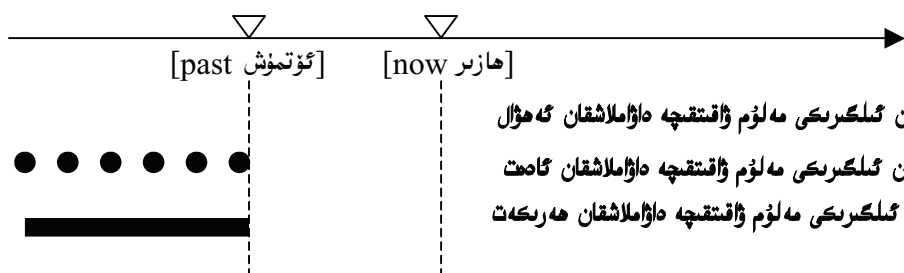 [past ئۆتمۈش]
[now ھازىر]
ئىلگىرىكى مەلۇم ۋاقىتقىچە داۋاملاشقان ئەھۋال
ئىلگىرىكى مەلۇم ۋاقىتقىچە داۋاملاشقان ئادەت
ئىلگىرىكى مەلۇم ۋاقىتقىچە داۋاملاشقان ھەرىكەت